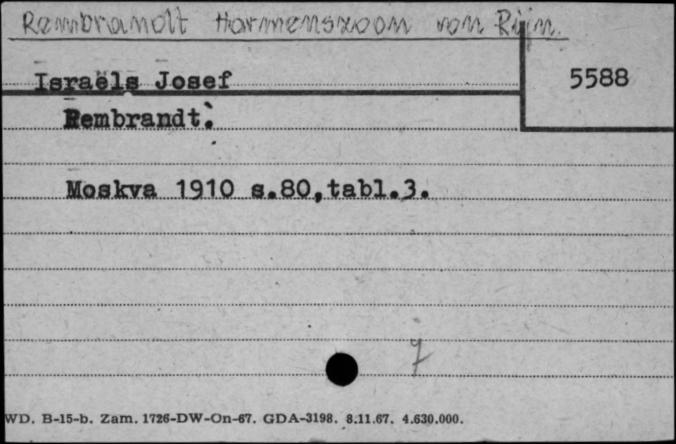 Rembrandt Harmenszoon van Rijn.
Israëls Josef
5588
Rembrandt.
Moskva 1910 s.80,tabl.3.
7
WD. B-15-b. Zam. 1726-DW-On-67. GDA-3198. 8.11.67. 4.630.000.